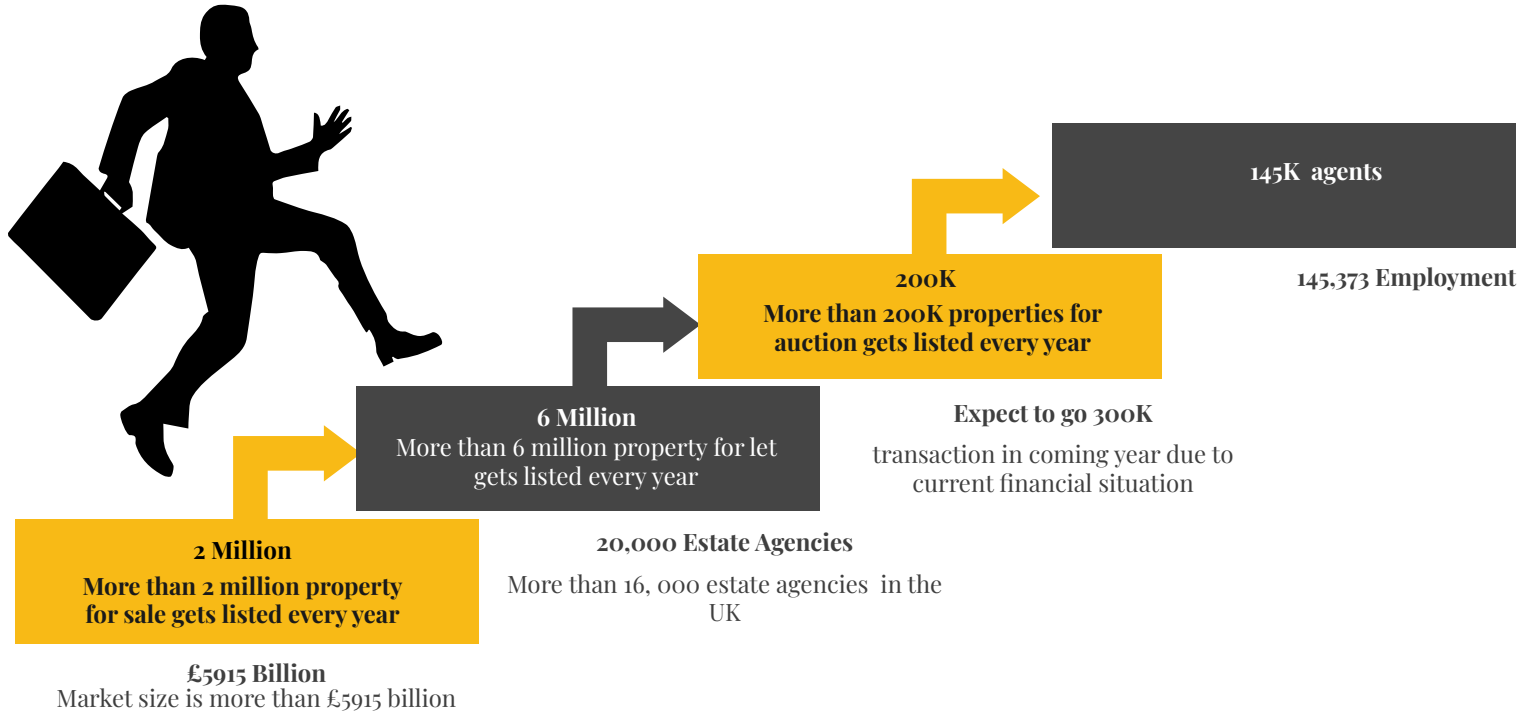 145K  agents
145,373 Employment
200K
More than 200K properties for
auction gets listed every year
Expect to go 300K
transaction in coming year due to
current financial situation
6 Million
More than 6 million property for let
gets listed every year
20,000 Estate Agencies
More than 16, 000 estate agencies  in the
UK
2 Million
More than 2 million property
for sale gets listed every year
£5915 Billion
Market size is more than £5915 billion